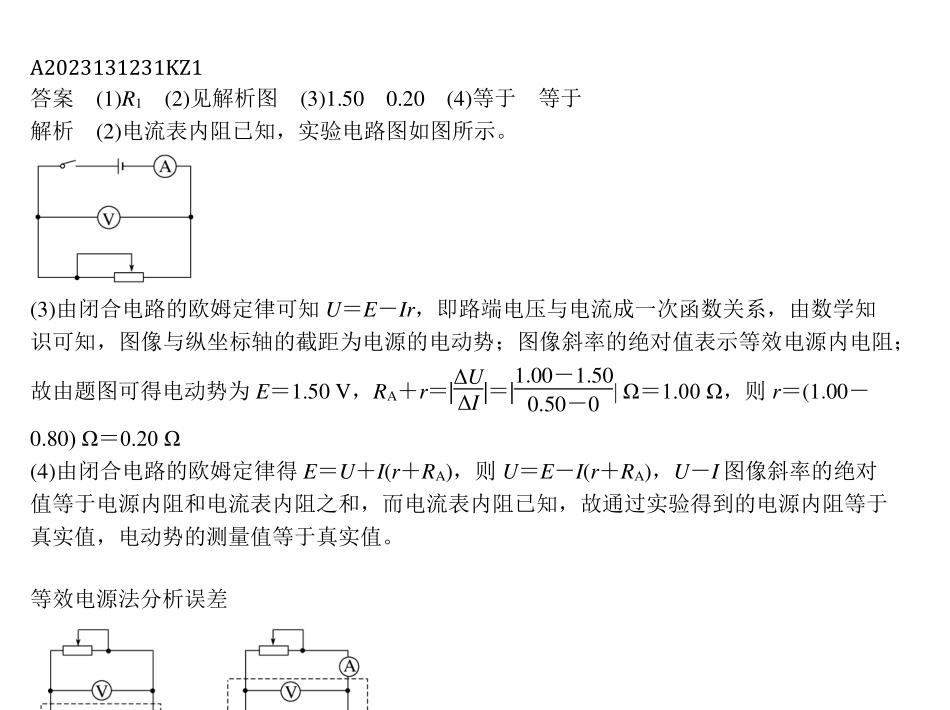 A2023131231KZ1
答案 (1)R₁ (2)见解析图 (3)1.50 0.20 (4)等于 等于
解析 (2)电流表内阻已知，实验电路图如图所示。
A
V
(3)由闭合电路的欧姆定律可知 U＝E－Ir，即路端电压与电流成一次函数关系，由数学知
识可知，图像与纵坐标轴的截距为电源的电动势；图像斜率的绝对值表示等效电源内电阻；
故由题图可得电动势为 E＝1.50 V，R_A＋r＝|ΔU/ΔI|＝|(1.00－1.50)/(0.50－0)| Ω＝1.00 Ω，则 r＝(1.00－
0.80) Ω＝0.20 Ω
(4)由闭合电路的欧姆定律得 E＝U＋I(r＋R_A)，则 U＝E－I(r＋R_A)，U－I 图像斜率的绝对
值等于电源内阻和电流表内阻之和，而电流表内阻已知，故通过实验得到的电源内阻等于
真实值，电动势的测量值等于真实值。
等效电源法分析误差
A
V V